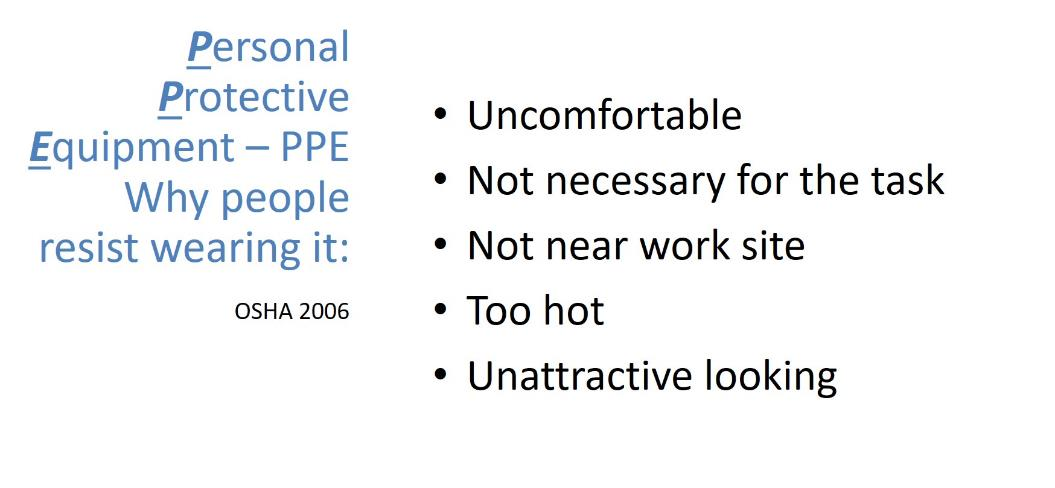 Personal
Protective
Equipment – PPE
Why people
resist wearing it:
OSHA 2006
• Uncomfortable
• Not necessary for the task
• Not near work site
• Too hot
• Unattractive looking